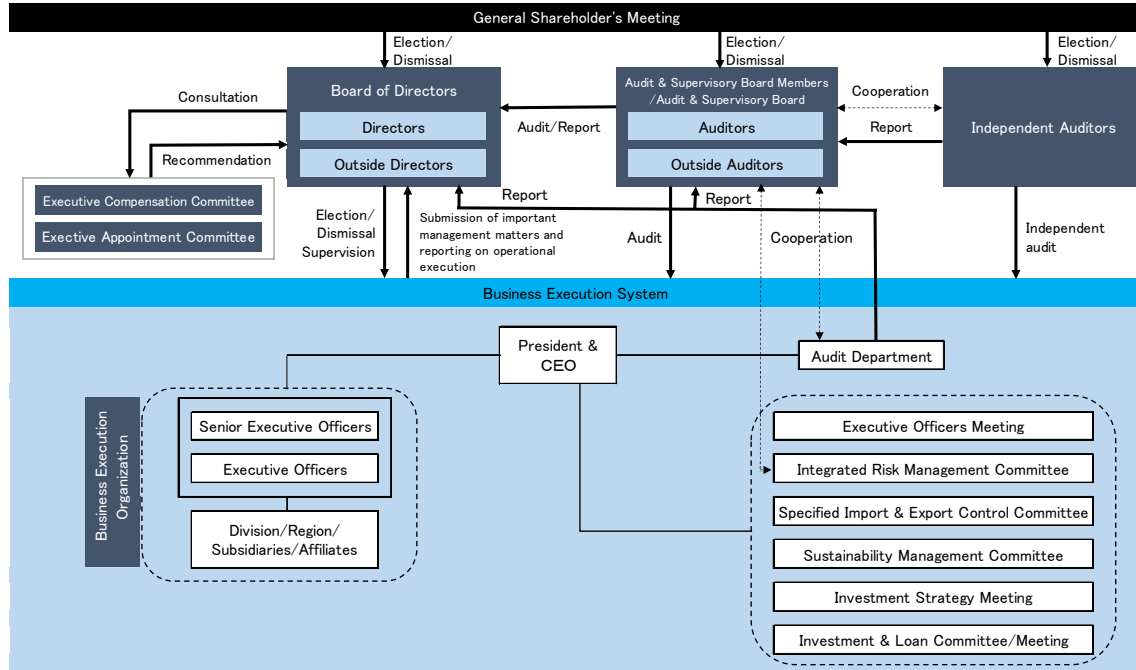 General Shareholder's Meeting
Election/
Dismissal
Election/
Dismissal
Election/
Dismissal
Board of Directors
Directors
Outside Directors
Audit & Supervisory Board Members
/Audit & Supervisory Board
Auditors
Outside Auditors
Independent Auditors
Consultation
Recommendation
Audit/Report
Cooperation
Report
Executive Compensation Committee
Exective Appointment Committee
Election/
Dismissal
Supervision
Submission of important
management matters and
reporting on operational
execution
Report
Report
Audit
Cooperation
Independent
audit
Business Execution System
President &
CEO
Audit Department
Business Execution
Organization
Senior Executive Officers
Executive Officers
Division/Region/
Subsidiaries/Affiliates
Executive Officers Meeting
Integrated Risk Management Committee
Specified Import & Export Control Committee
Sustainability Management Committee
Investment Strategy Meeting
Investment & Loan Committee/Meeting